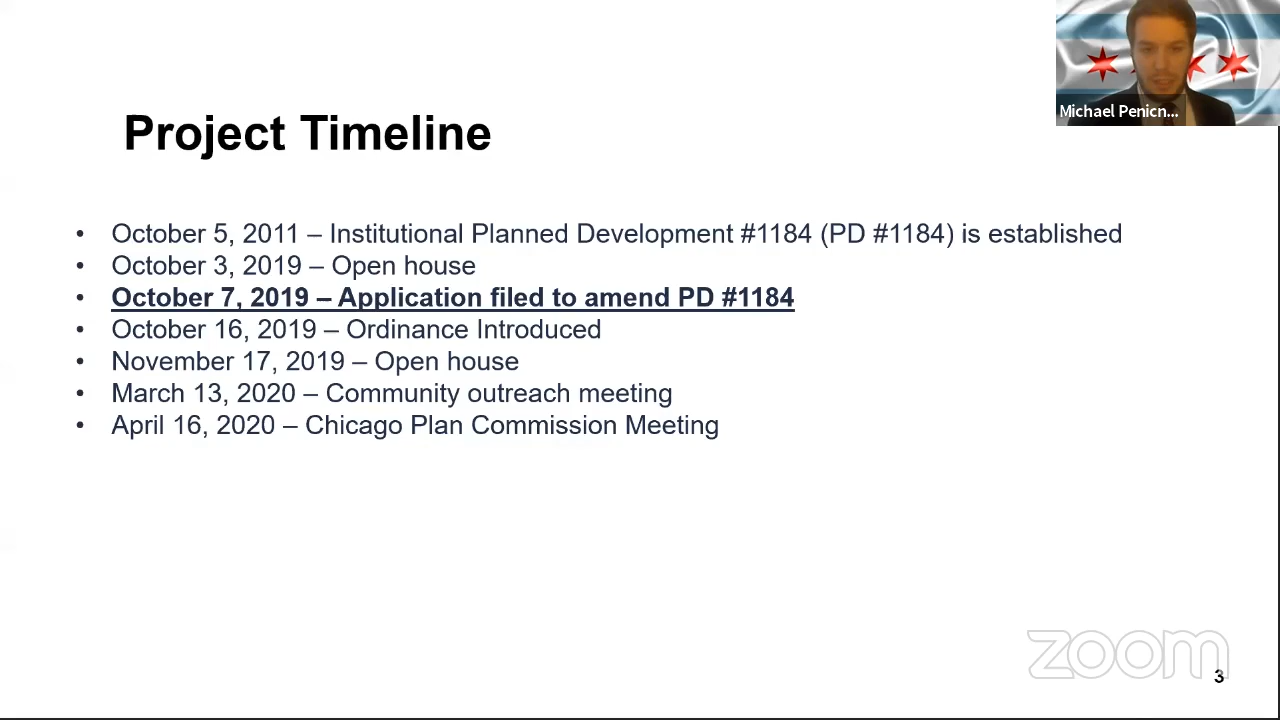 Michael Penicn...
Project Timeline
• October 5, 2011 – Institutional Planned Development #1184 (PD #1184) is established
• October 3, 2019 – Open house
• October 7, 2019 – Application filed to amend PD #1184
• October 16, 2019 – Ordinance Introduced
• November 17, 2019 – Open house
• March 13, 2020 – Community outreach meeting
• April 16, 2020 – Chicago Plan Commission Meeting
zoom
3